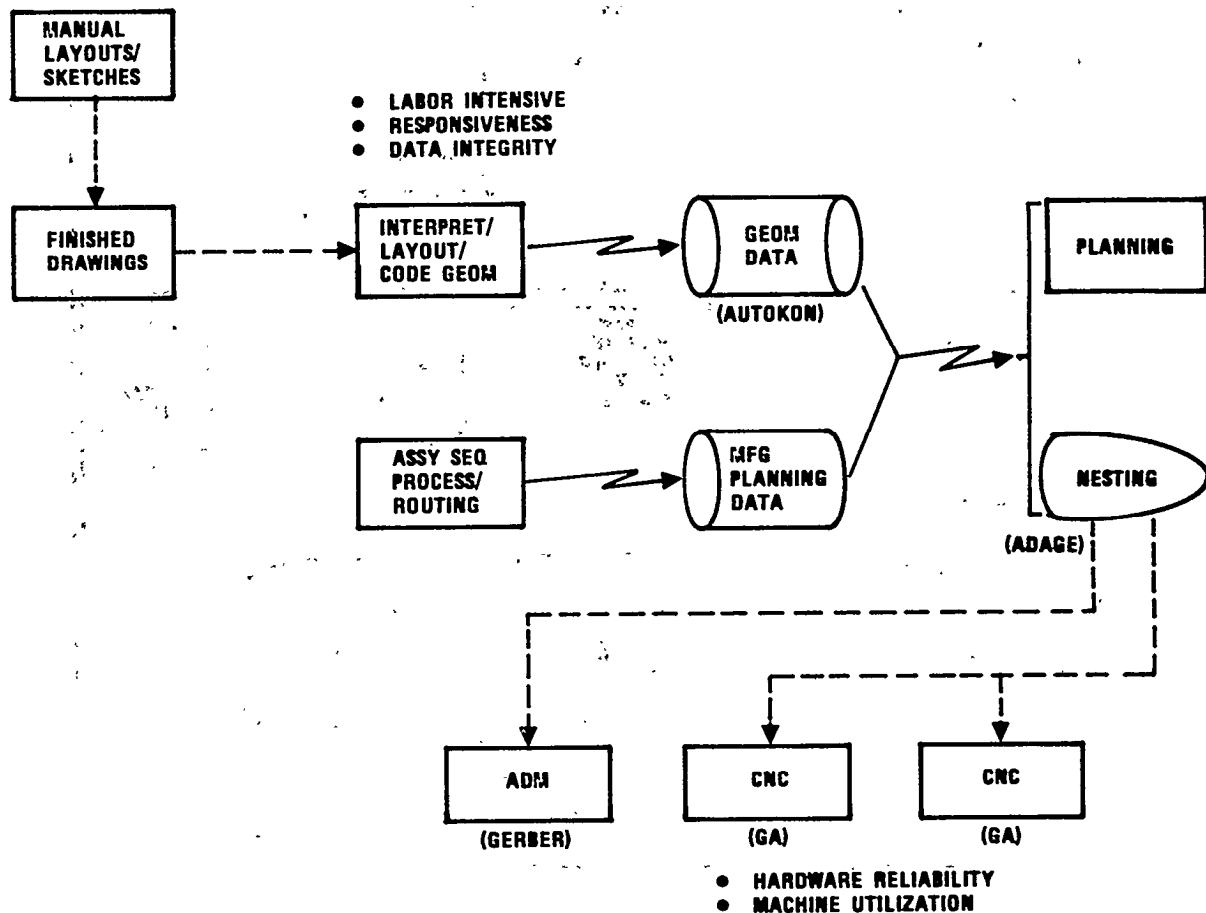 MANUAL
LAYOUTS/
SKETCHES
● LABOR INTENSIVE
● RESPONSIVENESS
● DATA INTEGRITY
FINISHED
DRAWINGS
INTERPRET/
LAYOUT/
CODE GEOM
GEOM
DATA
(AUTOKON)
PLANNING
ASSY SEQ
PROCESS/
ROUTING
MFG
PLANNING
DATA
NESTING
(ADAGE)
ADM
(GERBER)
CNC
(GA)
CNC
(GA)
● HARDWARE RELIABILITY
● MACHINE UTILIZATION